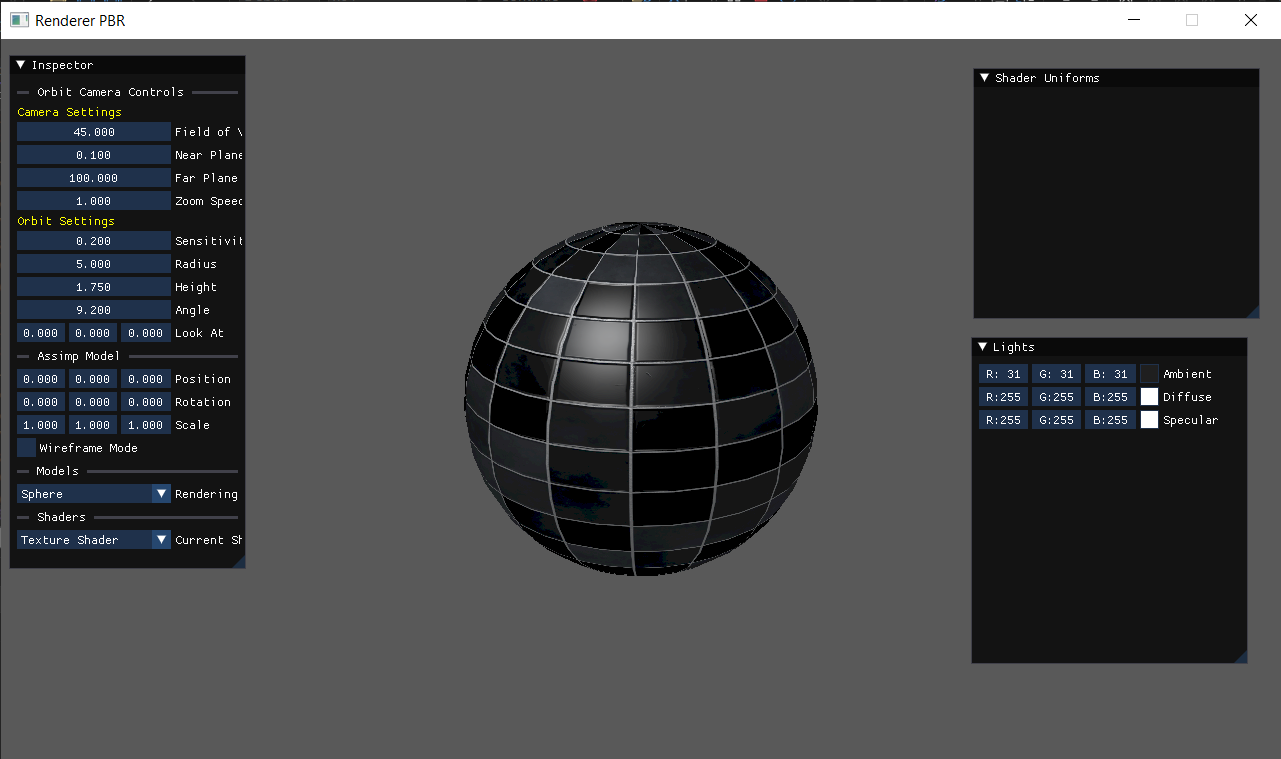 Renderer PBR
Inspector
Orbit Camera Controls
Camera Settings
45.000 Field of
0.100 Near Plane
100.000 Far Plane
1.000 Zoom Speed
Orbit Settings
0.200 Sensitivit
5.000 Radius
1.750 Height
9.200 Angle
0.000 0.000 0.000 Look At
Assimp Model
0.000 0.000 0.000 Position
0.000 0.000 0.000 Rotation
1.000 1.000 1.000 Scale
Wireframe Mode
Models
Sphere Rendering
Shaders
Texture Shader Current Sh
Shader Uniforms
Lights
R: 31 G: 31 B: 31 Ambient
R:255 G:255 B:255 Diffuse
R:255 G:255 B:255 Specular